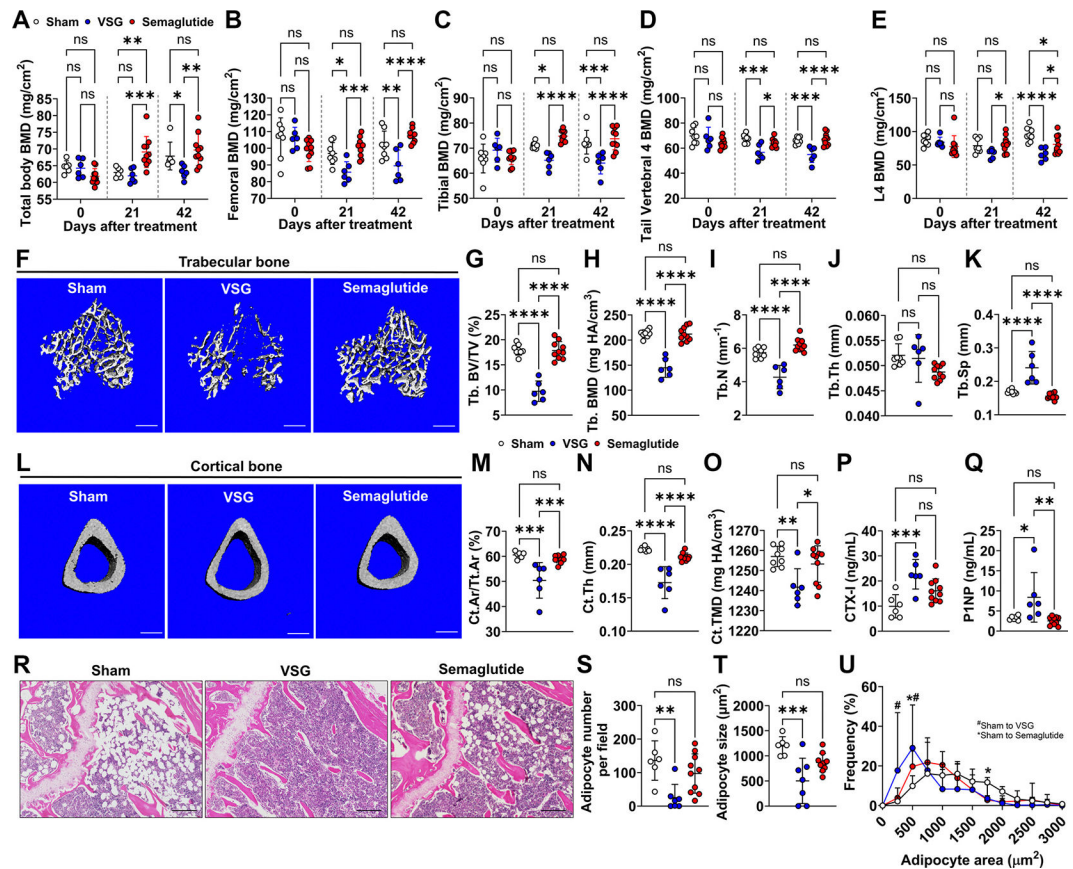 A
Sham VSG Semaglutide
Total body BMD (mg/cm2)
85
80
75
70
65
60
55
ns ** ns
ns ns ns *** * **
0 21 42
Days after treatment
B
Femoral BMD (mg/cm2)
130
120
110
100
90
80
70
ns ns ns
ns ns * *** ** ****
0 21 42
Days after treatment
C
Tibial BMD (mg/cm2)
90
80
70
60
50
ns ns ***
ns ns * **** ****
0 21 42
Days after treatment
D
Tail Vertebral 4 BMD (mg/cm2)
120
100
80
60
40
20
0
ns ns ns
ns ns *** * *** ****
0 21 42
Days after treatment
E
L4 BMD (mg/cm2)
200
150
100
50
0
ns ns *
ns ns ns * **** *
0 21 42
Days after treatment
F
Trabecular bone
Sham VSG Semaglutide
G
Tb. BV/TV (%)
20
15
10
5
ns
**** ****
H
Tb. BMD (mg HA/cm3)
300
250
200
150
100
50
0
ns
**** ****
I
Tb.N (mm-1)
10
8
6
4
2
ns
**** ****
J
Tb.Th (mm)
0.060
0.055
0.050
0.045
0.040
ns
ns ns
K
Tb.Sp (mm)
0.4
0.3
0.2
0.1
ns
**** ****
Sham VSG Semaglutide
L
Cortical bone
Sham VSG Semaglutide
M
Ct.Ar/Tt.Ar (%)
80
70
60
50
40
30
ns
*** ***
N
Ct.Th (mm)
0.25
0.20
0.15
0.10
ns
**** ****
O
Ct.TMD (mg HA/cm3)
1270
1260
1250
1240
1230
1220
ns
** *
P
CTX-I (ng/mL)
40
30
20
10
0
ns
*** ns
Q
P1NP (ng/mL)
25
20
15
10
5
0
ns
* **
R
Sham VSG Semaglutide
S
Adipocyte number
per field
300
200
100
0
ns
**
T
Adipocyte size (μm2)
2500
2000
1500
1000
500
0
ns
***
U
Frequency (%)
60
40
20
0
# *# *
#Sham to VSG
*Sham to Semaglutide
0 500 1000 1500 2000 2500 3000
Adipocyte area (μm2)